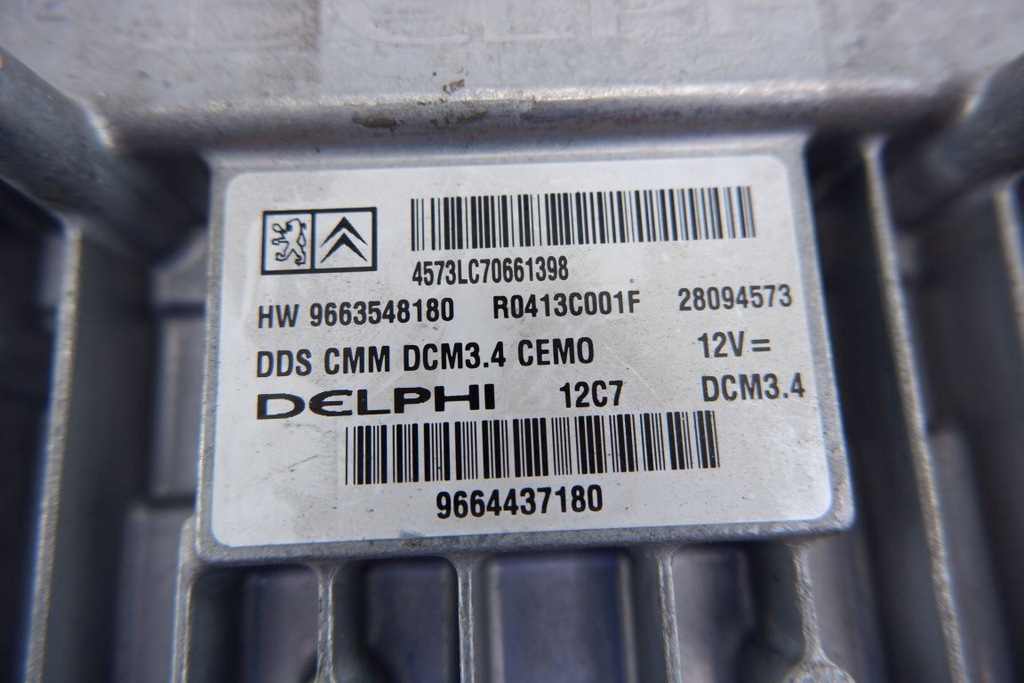 4573LC70661398
HW 9663548180 R0413C001F 28094573
DDS CMM DCM3.4 CEMO 12V=
DELPHI 12C7 DCM3.4
9664437180